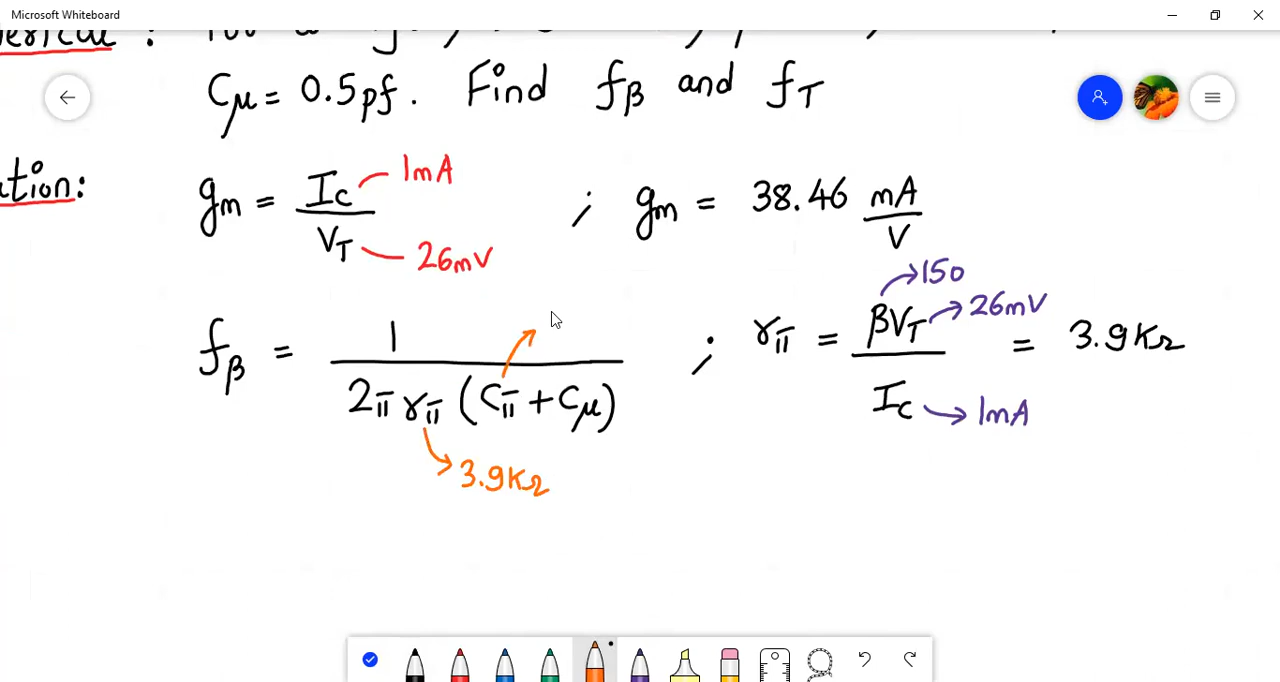 Microsoft Whiteboard
Cμ = 0.5pf. Find fβ and fT
gm = IC / VT ; gm = 38.46 mA / V
1mA
26mV
fβ = 1 / 2π rπ (Cπ + Cμ) ; rπ = βVT / IC = 3.9KΩ
150
26mV
1mA
3.9KΩ